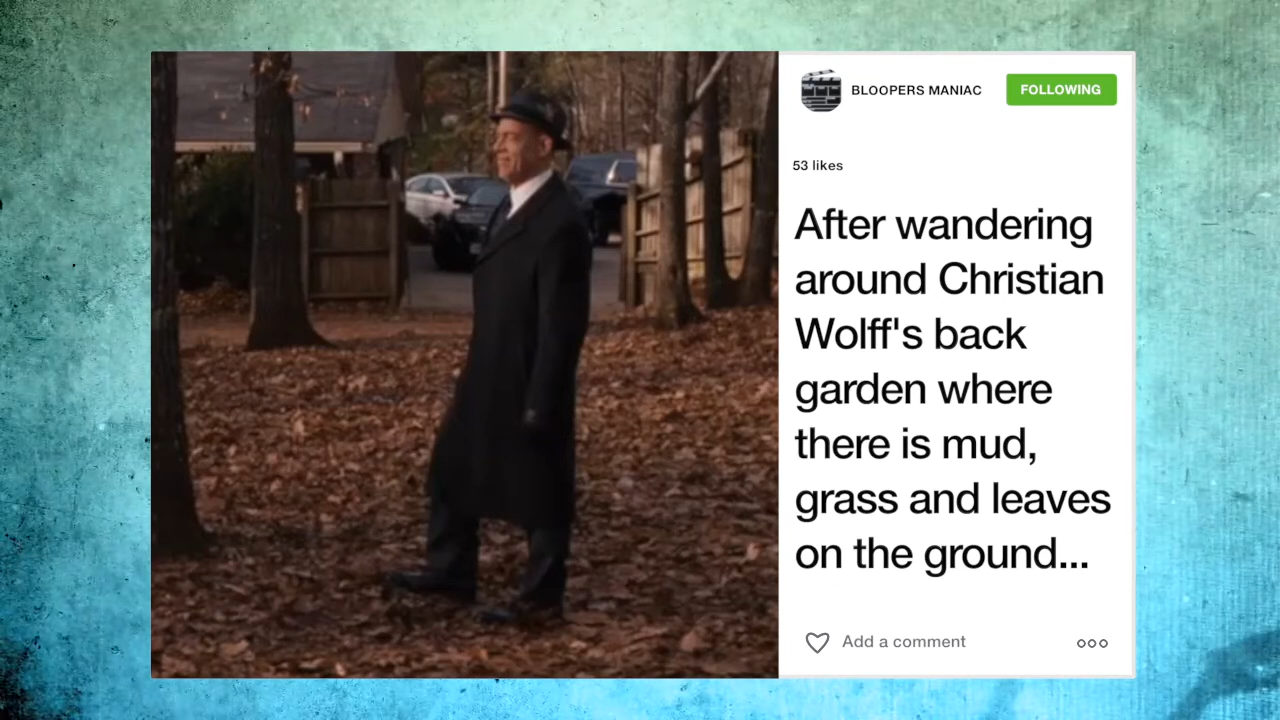 BLOOPERS MANIAC
FOLLOWING
53 likes
After wandering
around Christian
Wolff's back
garden where
there is mud,
grass and leaves
on the ground...
Add a comment